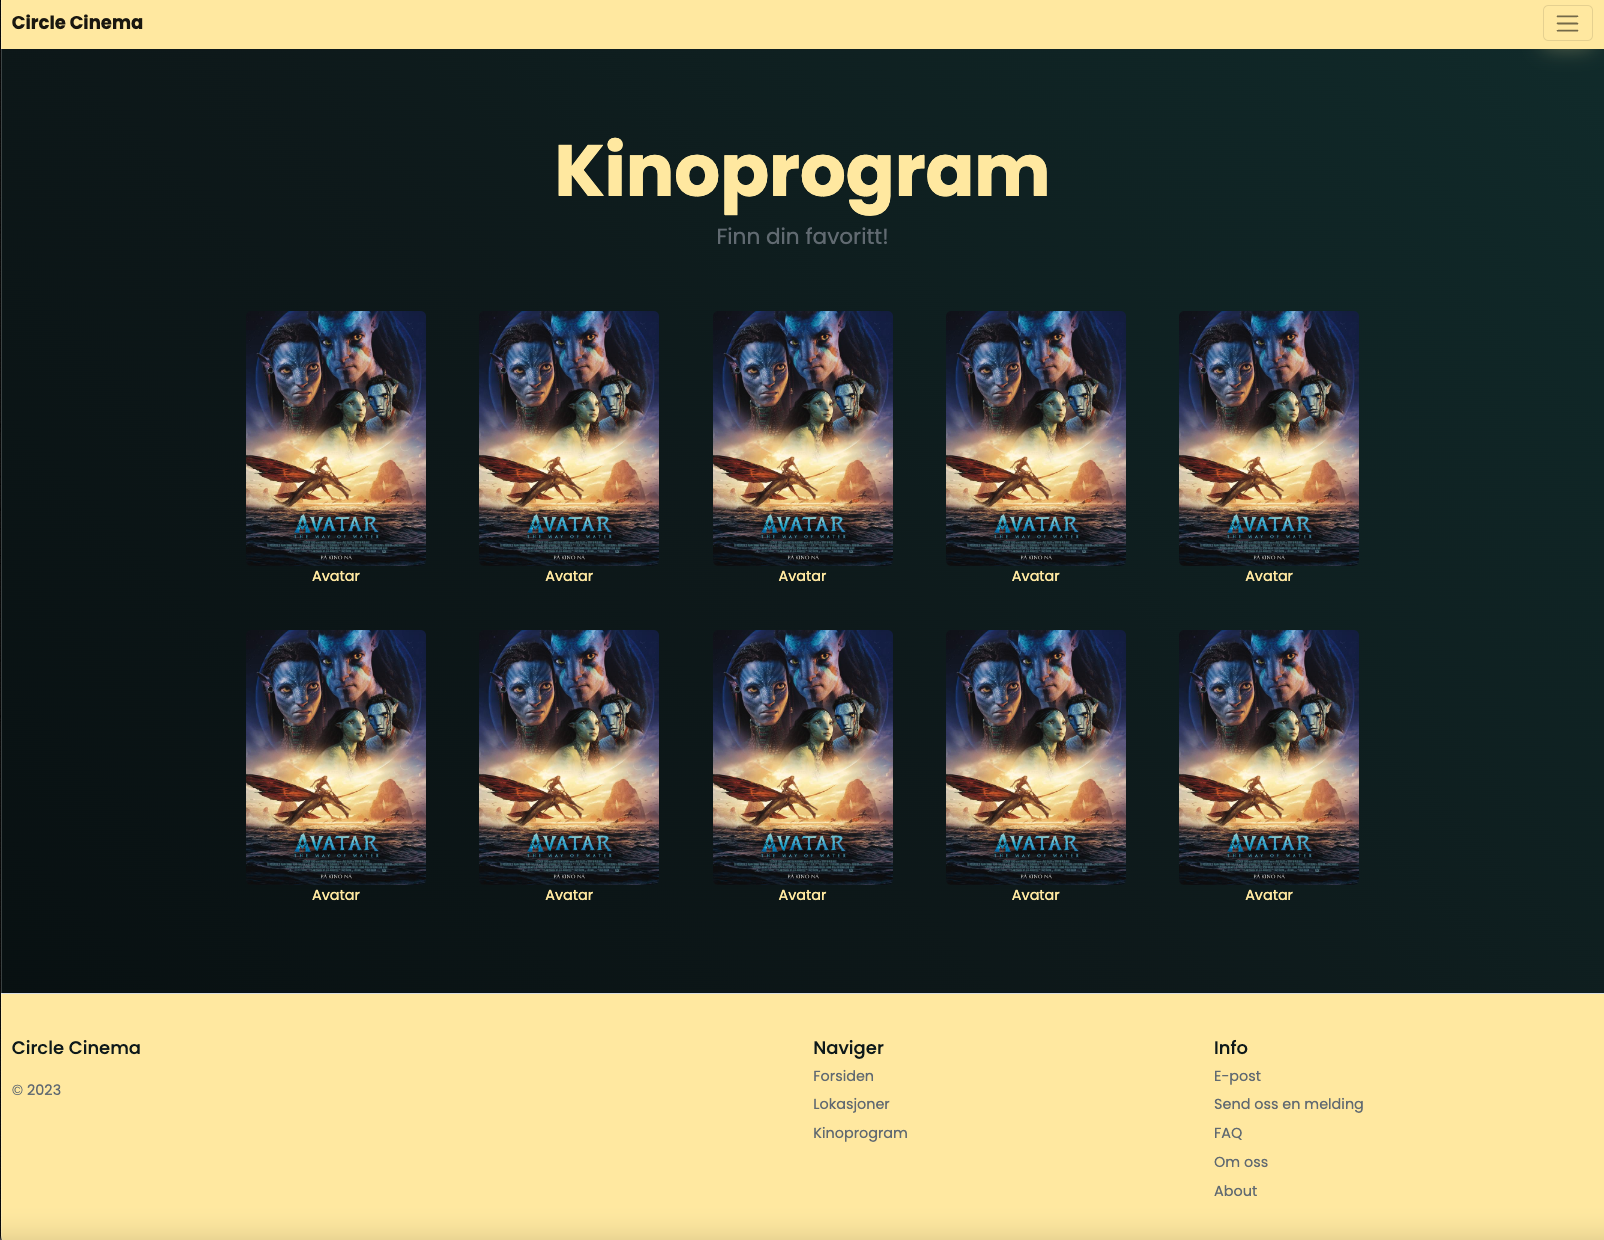 Circle Cinema
Kinoprogram
Finn din favoritt!
AVATAR
THE WAY OF WATER
PÅ KINO NÅ
AVATAR
THE WAY OF WATER
PÅ KINO NÅ
AVATAR
THE WAY OF WATER
PÅ KINO NÅ
AVATAR
THE WAY OF WATER
PÅ KINO NÅ
AVATAR
THE WAY OF WATER
PÅ KINO NÅ
Avatar
Avatar
Avatar
Avatar
Avatar
AVATAR
THE WAY OF WATER
PÅ KINO NÅ
AVATAR
THE WAY OF WATER
PÅ KINO NÅ
AVATAR
THE WAY OF WATER
PÅ KINO NÅ
AVATAR
THE WAY OF WATER
PÅ KINO NÅ
AVATAR
THE WAY OF WATER
PÅ KINO NÅ
Avatar
Avatar
Avatar
Avatar
Avatar
Circle Cinema
© 2023
Naviger
Forsiden
Lokasjoner
Kinoprogram
Info
E-post
Send oss en melding
FAQ
Om oss
About